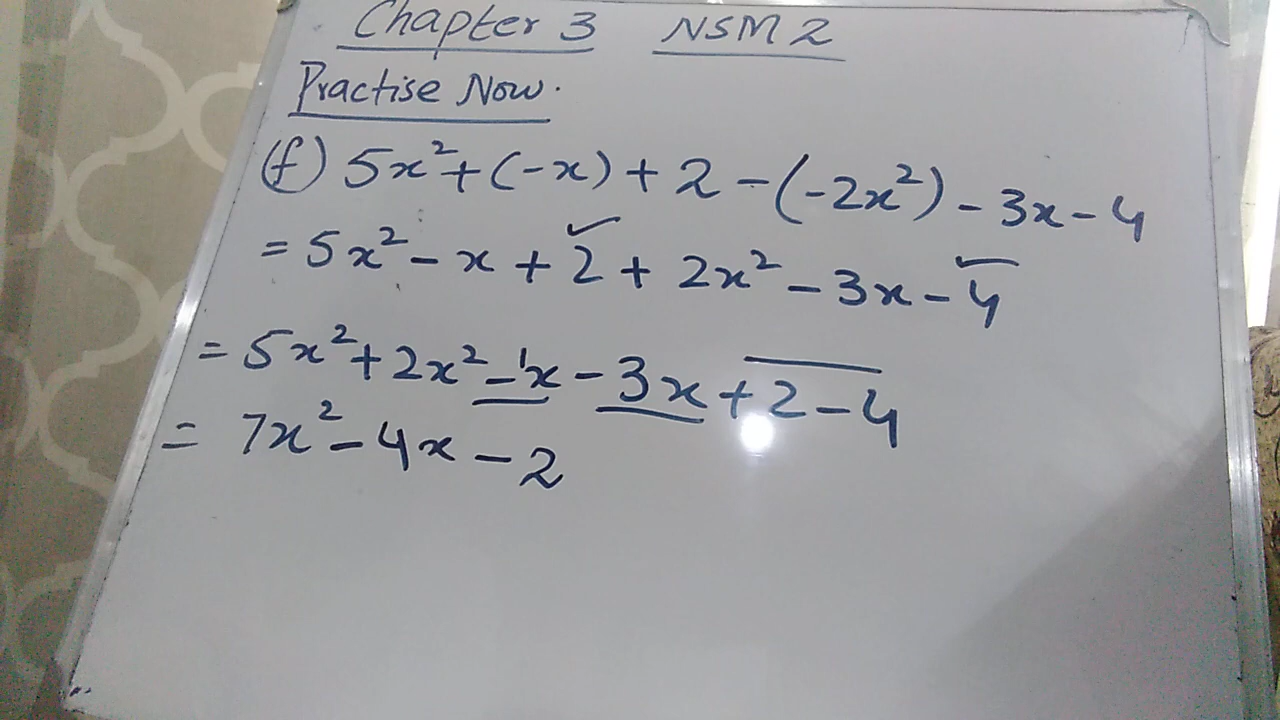 Chapter 3 NSM 2
Practise Now.
(f) 5x² + (-x) + 2 - (-2x²) - 3x - 4
= 5x² - x + 2 + 2x² - 3x - 4
= 5x² + 2x² - 1x - 3x + 2 - 4
= 7x² - 4x - 2